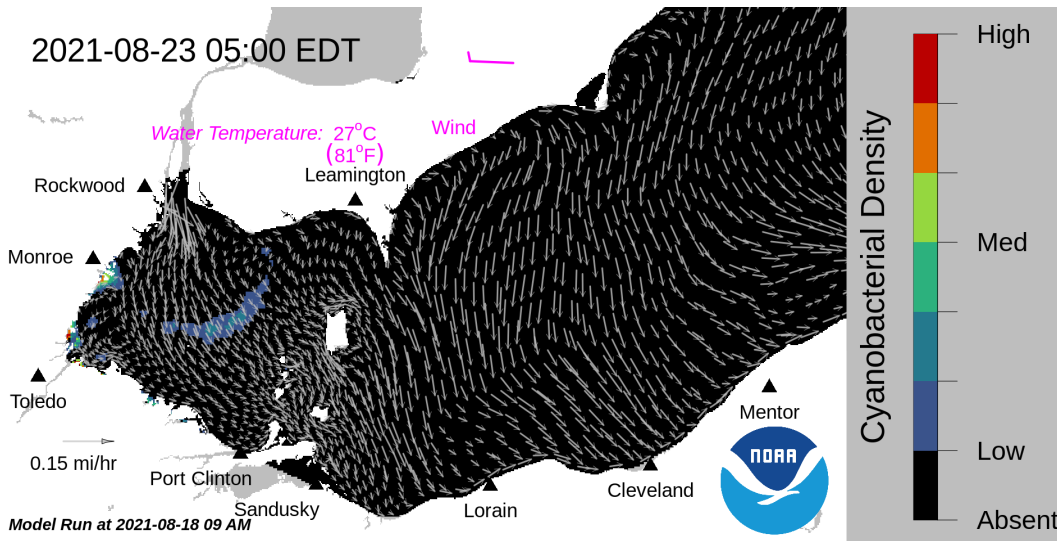 2021-08-23 05:00 EDT
Water Temperature: 27°C
(81°F)
Wind
Leamington
Rockwood
Monroe
Toledo
0.15 mi/hr
Port Clinton
Sandusky
Lorain
Cleveland
Mentor
NOAA
Model Run at 2021-08-18 09 AM
Cyanobacterial Density
High
Med
Low
Absent